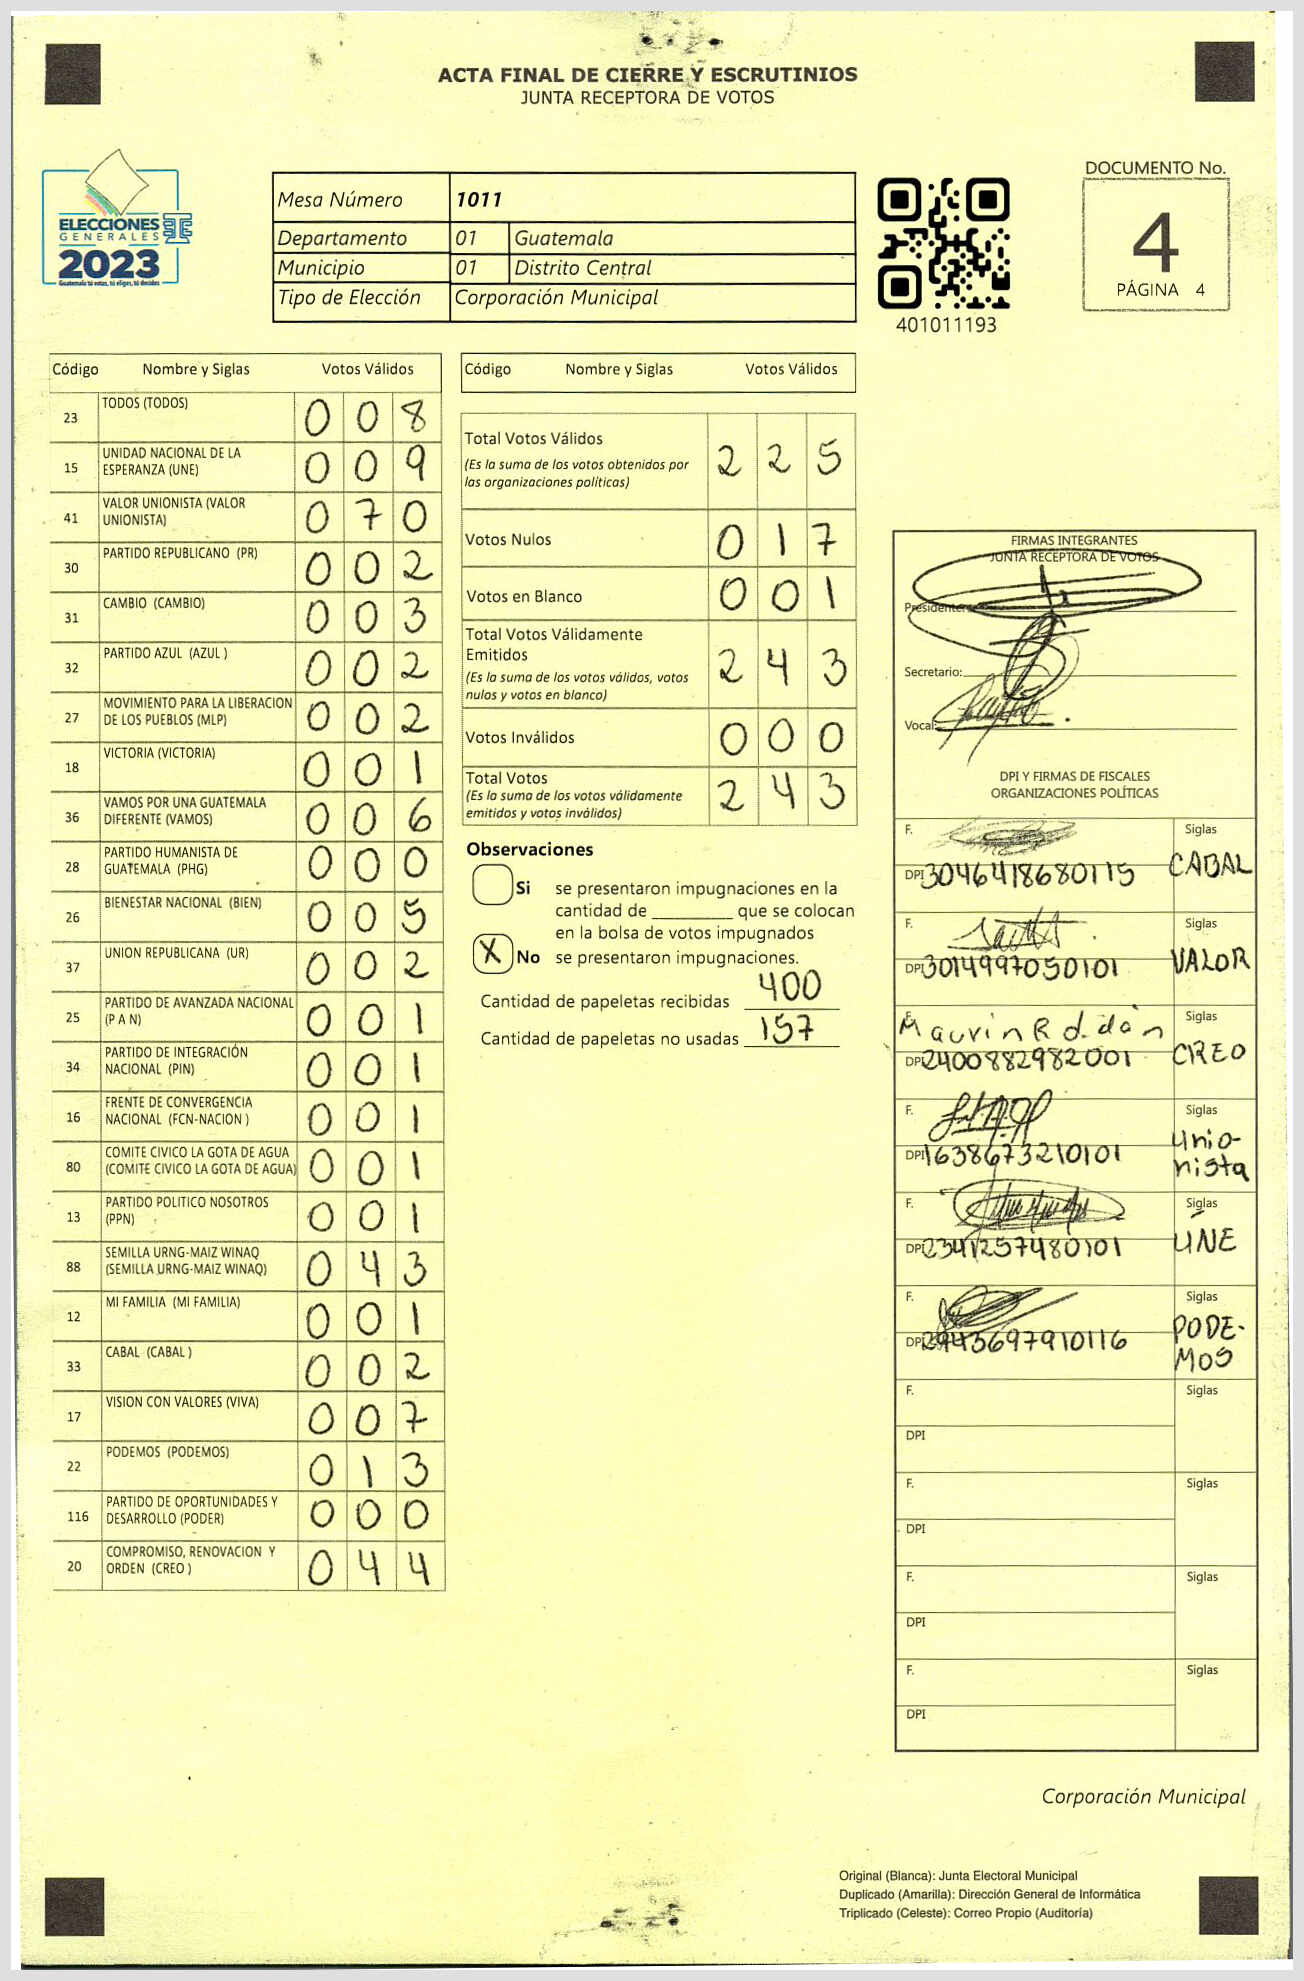 ACTA FINAL DE CIERRE Y ESCRUTINIOS
JUNTA RECEPTORA DE VOTOS
ELECCIONES
GENERALES
2023
Guatemala tú votas, tú eliges, tú decides
Mesa Número 1011
Departamento 01 Guatemala
Municipio 01 Distrito Central
Tipo de Elección Corporación Municipal
401011193
DOCUMENTO No.
4
PÁGINA 4
Código Nombre y Siglas Votos Válidos
23 TODOS (TODOS) 0 0 8
15 UNIDAD NACIONAL DE LA
ESPERANZA (UNE) 0 0 9
41 VALOR UNIONISTA (VALOR
UNIONISTA) 0 7 0
30 PARTIDO REPUBLICANO (PR) 0 0 2
31 CAMBIO (CAMBIO) 0 0 3
32 PARTIDO AZUL (AZUL ) 0 0 2
27 MOVIMIENTO PARA LA LIBERACION
DE LOS PUEBLOS (MLP) 0 0 2
18 VICTORIA (VICTORIA) 0 0 1
36 VAMOS POR UNA GUATEMALA
DIFERENTE (VAMOS) 0 0 6
28 PARTIDO HUMANISTA DE
GUATEMALA (PHG) 0 0 0
26 BIENESTAR NACIONAL (BIEN) 0 0 5
37 UNION REPUBLICANA (UR) 0 0 2
25 PARTIDO DE AVANZADA NACIONAL
(P A N) 0 0 1
34 PARTIDO DE INTEGRACIÓN
NACIONAL (PIN) 0 0 1
16 FRENTE DE CONVERGENCIA
NACIONAL (FCN-NACION ) 0 0 1
80 COMITE CIVICO LA GOTA DE AGUA
(COMITE CIVICO LA GOTA DE AGUA) 0 0 1
13 PARTIDO POLITICO NOSOTROS
(PPN) 0 0 1
88 SEMILLA URNG-MAIZ WINAQ
(SEMILLA URNG-MAIZ WINAQ) 0 4 3
12 MI FAMILIA (MI FAMILIA) 0 0 1
33 CABAL (CABAL ) 0 0 2
17 VISION CON VALORES (VIVA) 0 0 7
22 PODEMOS (PODEMOS) 0 1 3
116 PARTIDO DE OPORTUNIDADES Y
DESARROLLO (PODER) 0 0 0
20 COMPROMISO, RENOVACION Y
ORDEN (CREO ) 0 4 4
Código Nombre y Siglas Votos Válidos
Total Votos Válidos 2 2 5
(Es la suma de los votos obtenidos por
las organizaciones políticas)
Votos Nulos 0 1 7
Votos en Blanco 0 0 1
Total Votos Válidamente
Emitidos 2 4 3
(Es la suma de los votos válidos, votos
nulos y votos en blanco)
Votos Inválidos 0 0 0
Total Votos 2 4 3
(Es la suma de los votos válidamente
emitidos y votos inválidos)
Observaciones
Si se presentaron impugnaciones en la
cantidad de ________ que se colocan
en la bolsa de votos impugnados
X No se presentaron impugnaciones.
Cantidad de papeletas recibidas 400
Cantidad de papeletas no usadas 157
FIRMAS INTEGRANTES
JUNTA RECEPTORA DE VOTOS
Presidente:
Secretario:
Vocal:
DPI Y FIRMAS DE FISCALES
ORGANIZACIONES POLÍTICAS
F. Siglas
DPI 3046418680115 CABAL
F. Siglas
DPI 3014997050101 VALOR
F. Siglas
DPI 2400882982001 CREO
F. Siglas
DPI 1638673210101 Unio-
nista
F. Siglas
DPI 2341257480101 UNE
F. Siglas
DPI 2943697910116 PODE-
MOS
F. Siglas
DPI
F. Siglas
DPI
F. Siglas
DPI
F. Siglas
DPI
Corporación Municipal
Original (Blanca): Junta Electoral Municipal
Duplicado (Amarilla): Dirección General de Informática
Triplicado (Celeste): Correo Propio (Auditoría)